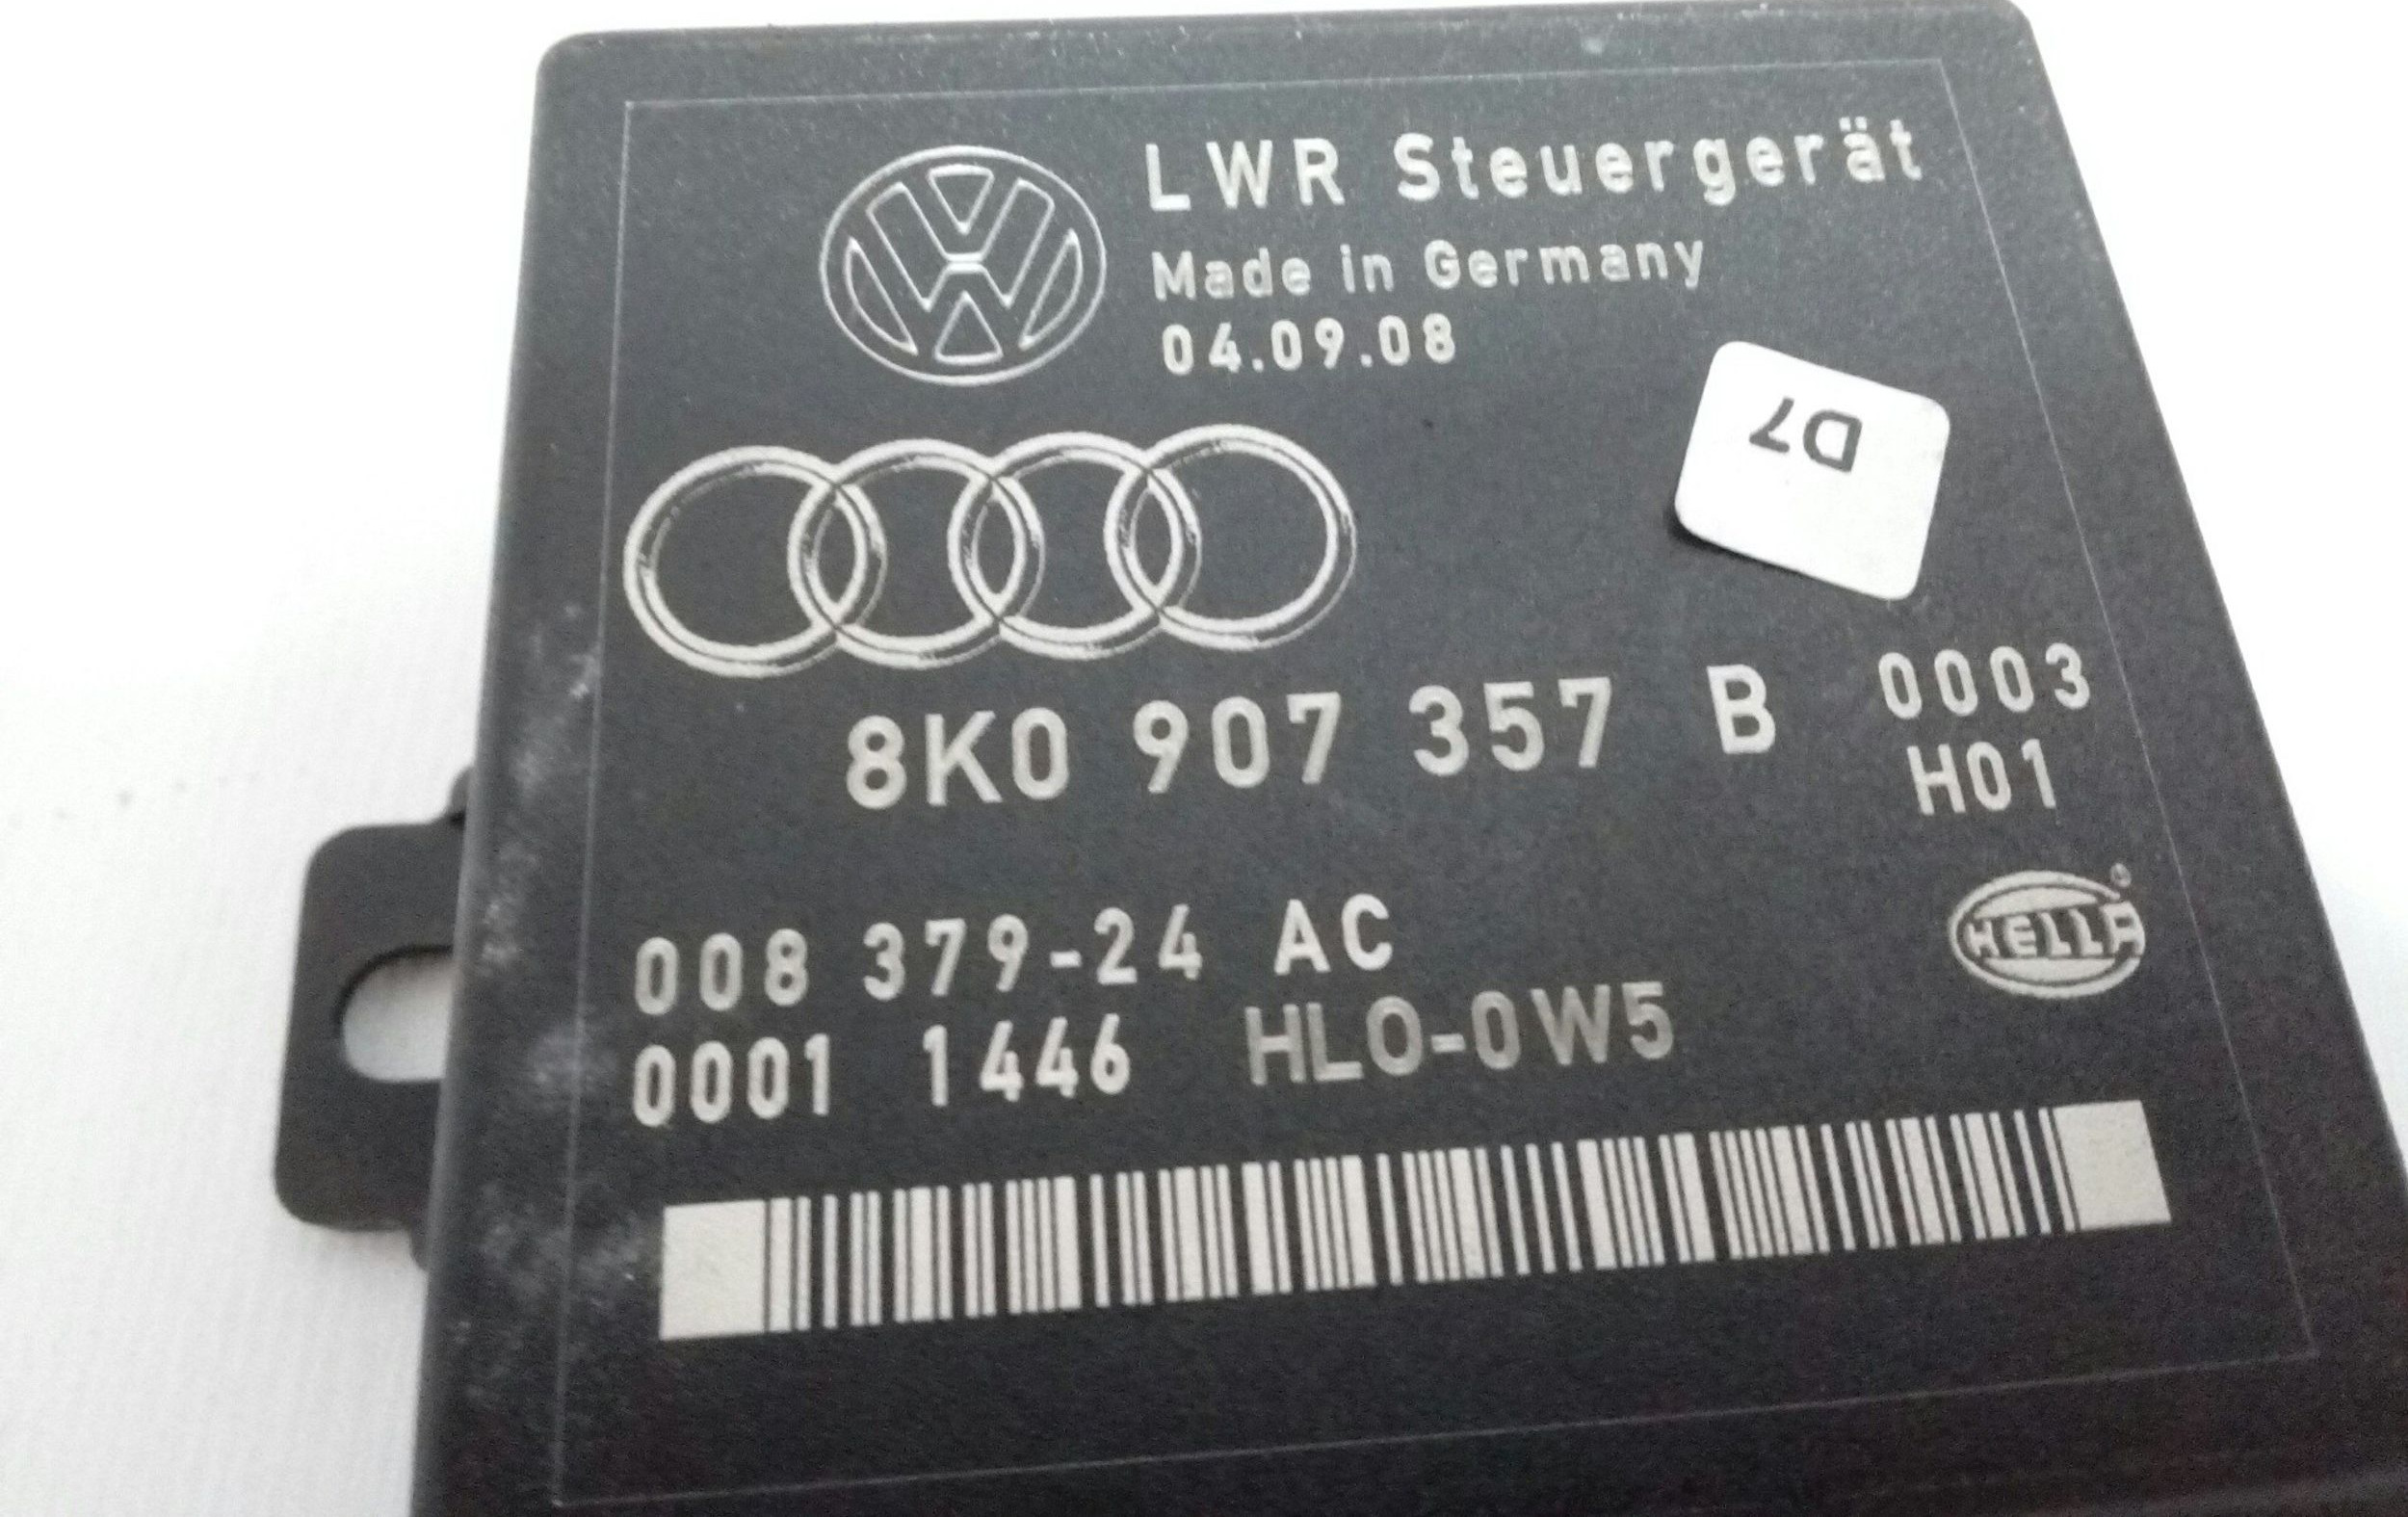 LWR Steuergerät
Made in Germany
04.09.08
D7
8K0 907 357 B 0003
H01
008 379-24 AC
HELLA
0001 1446 HLO-0W5